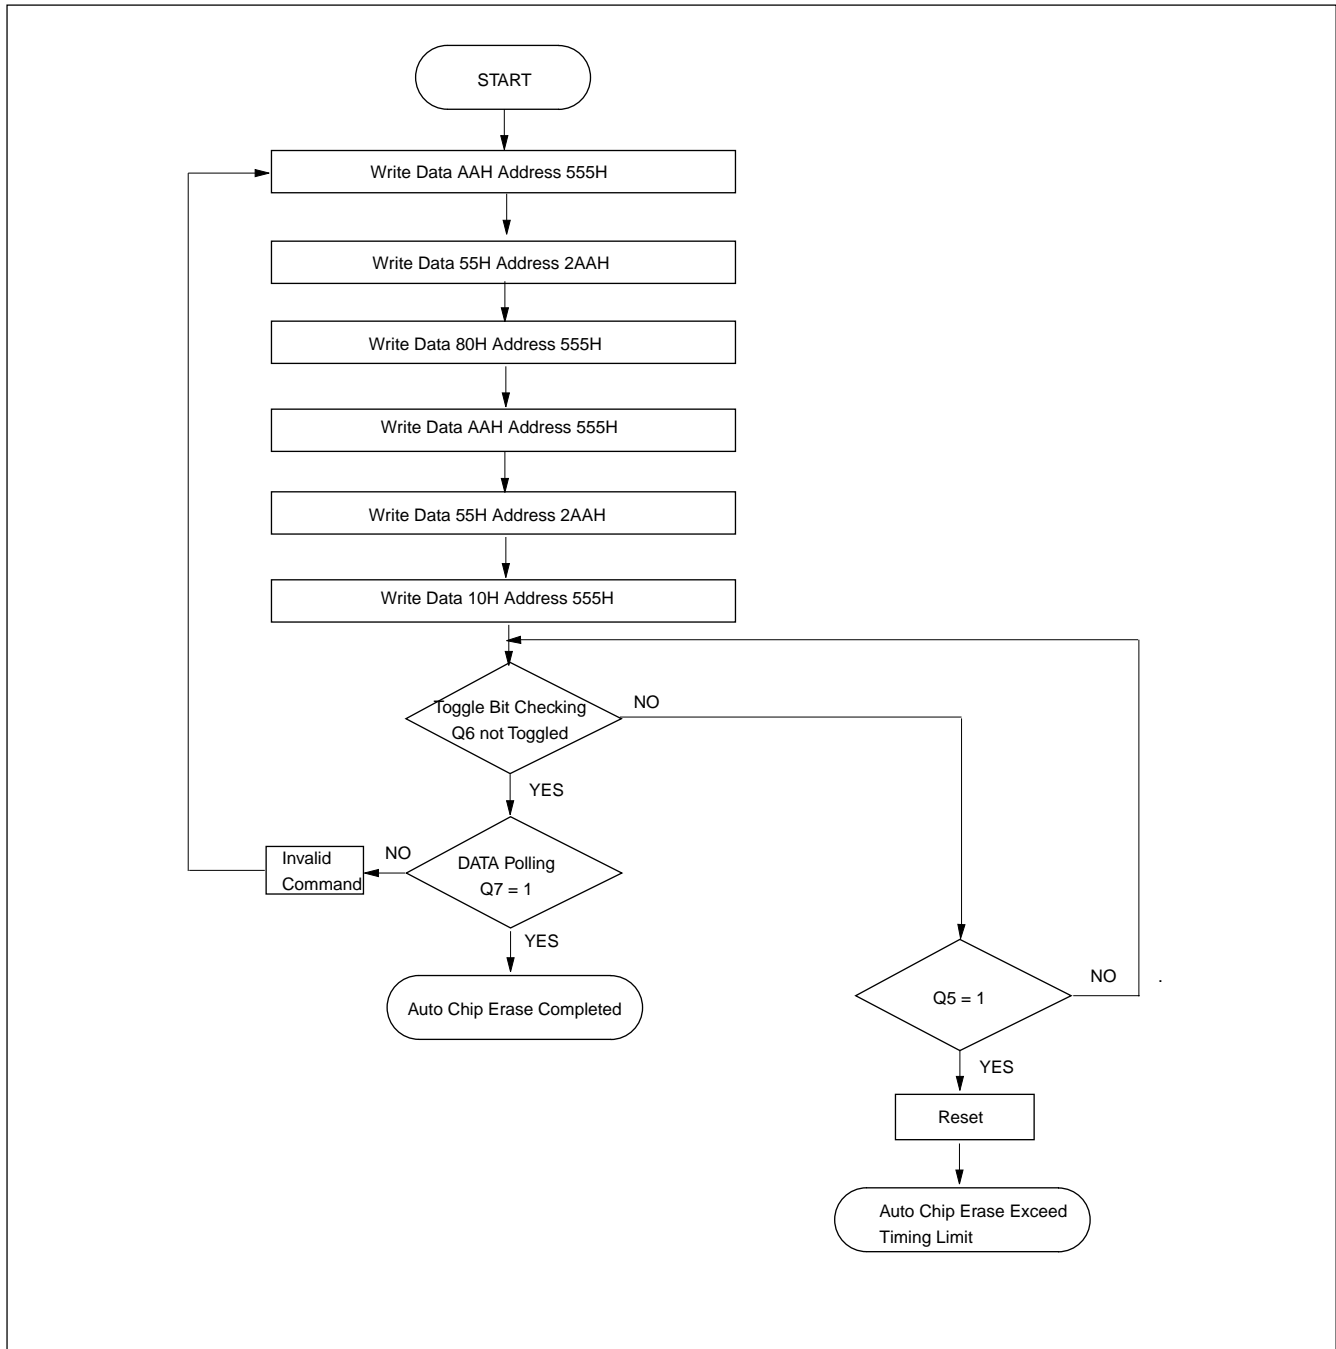 START
Write Data AAH Address 555H
Write Data 55H Address 2AAH
Write Data 80H Address 555H
Write Data AAH Address 555H
Write Data 55H Address 2AAH
Write Data 10H Address 555H
Toggle Bit Checking
Q6 not Toggled
NO
YES
Invalid
Command
NO
DATA Polling
Q7 = 1
YES
Auto Chip Erase Completed
Q5 = 1
NO
.
YES
Reset
Auto Chip Erase Exceed
Timing Limit